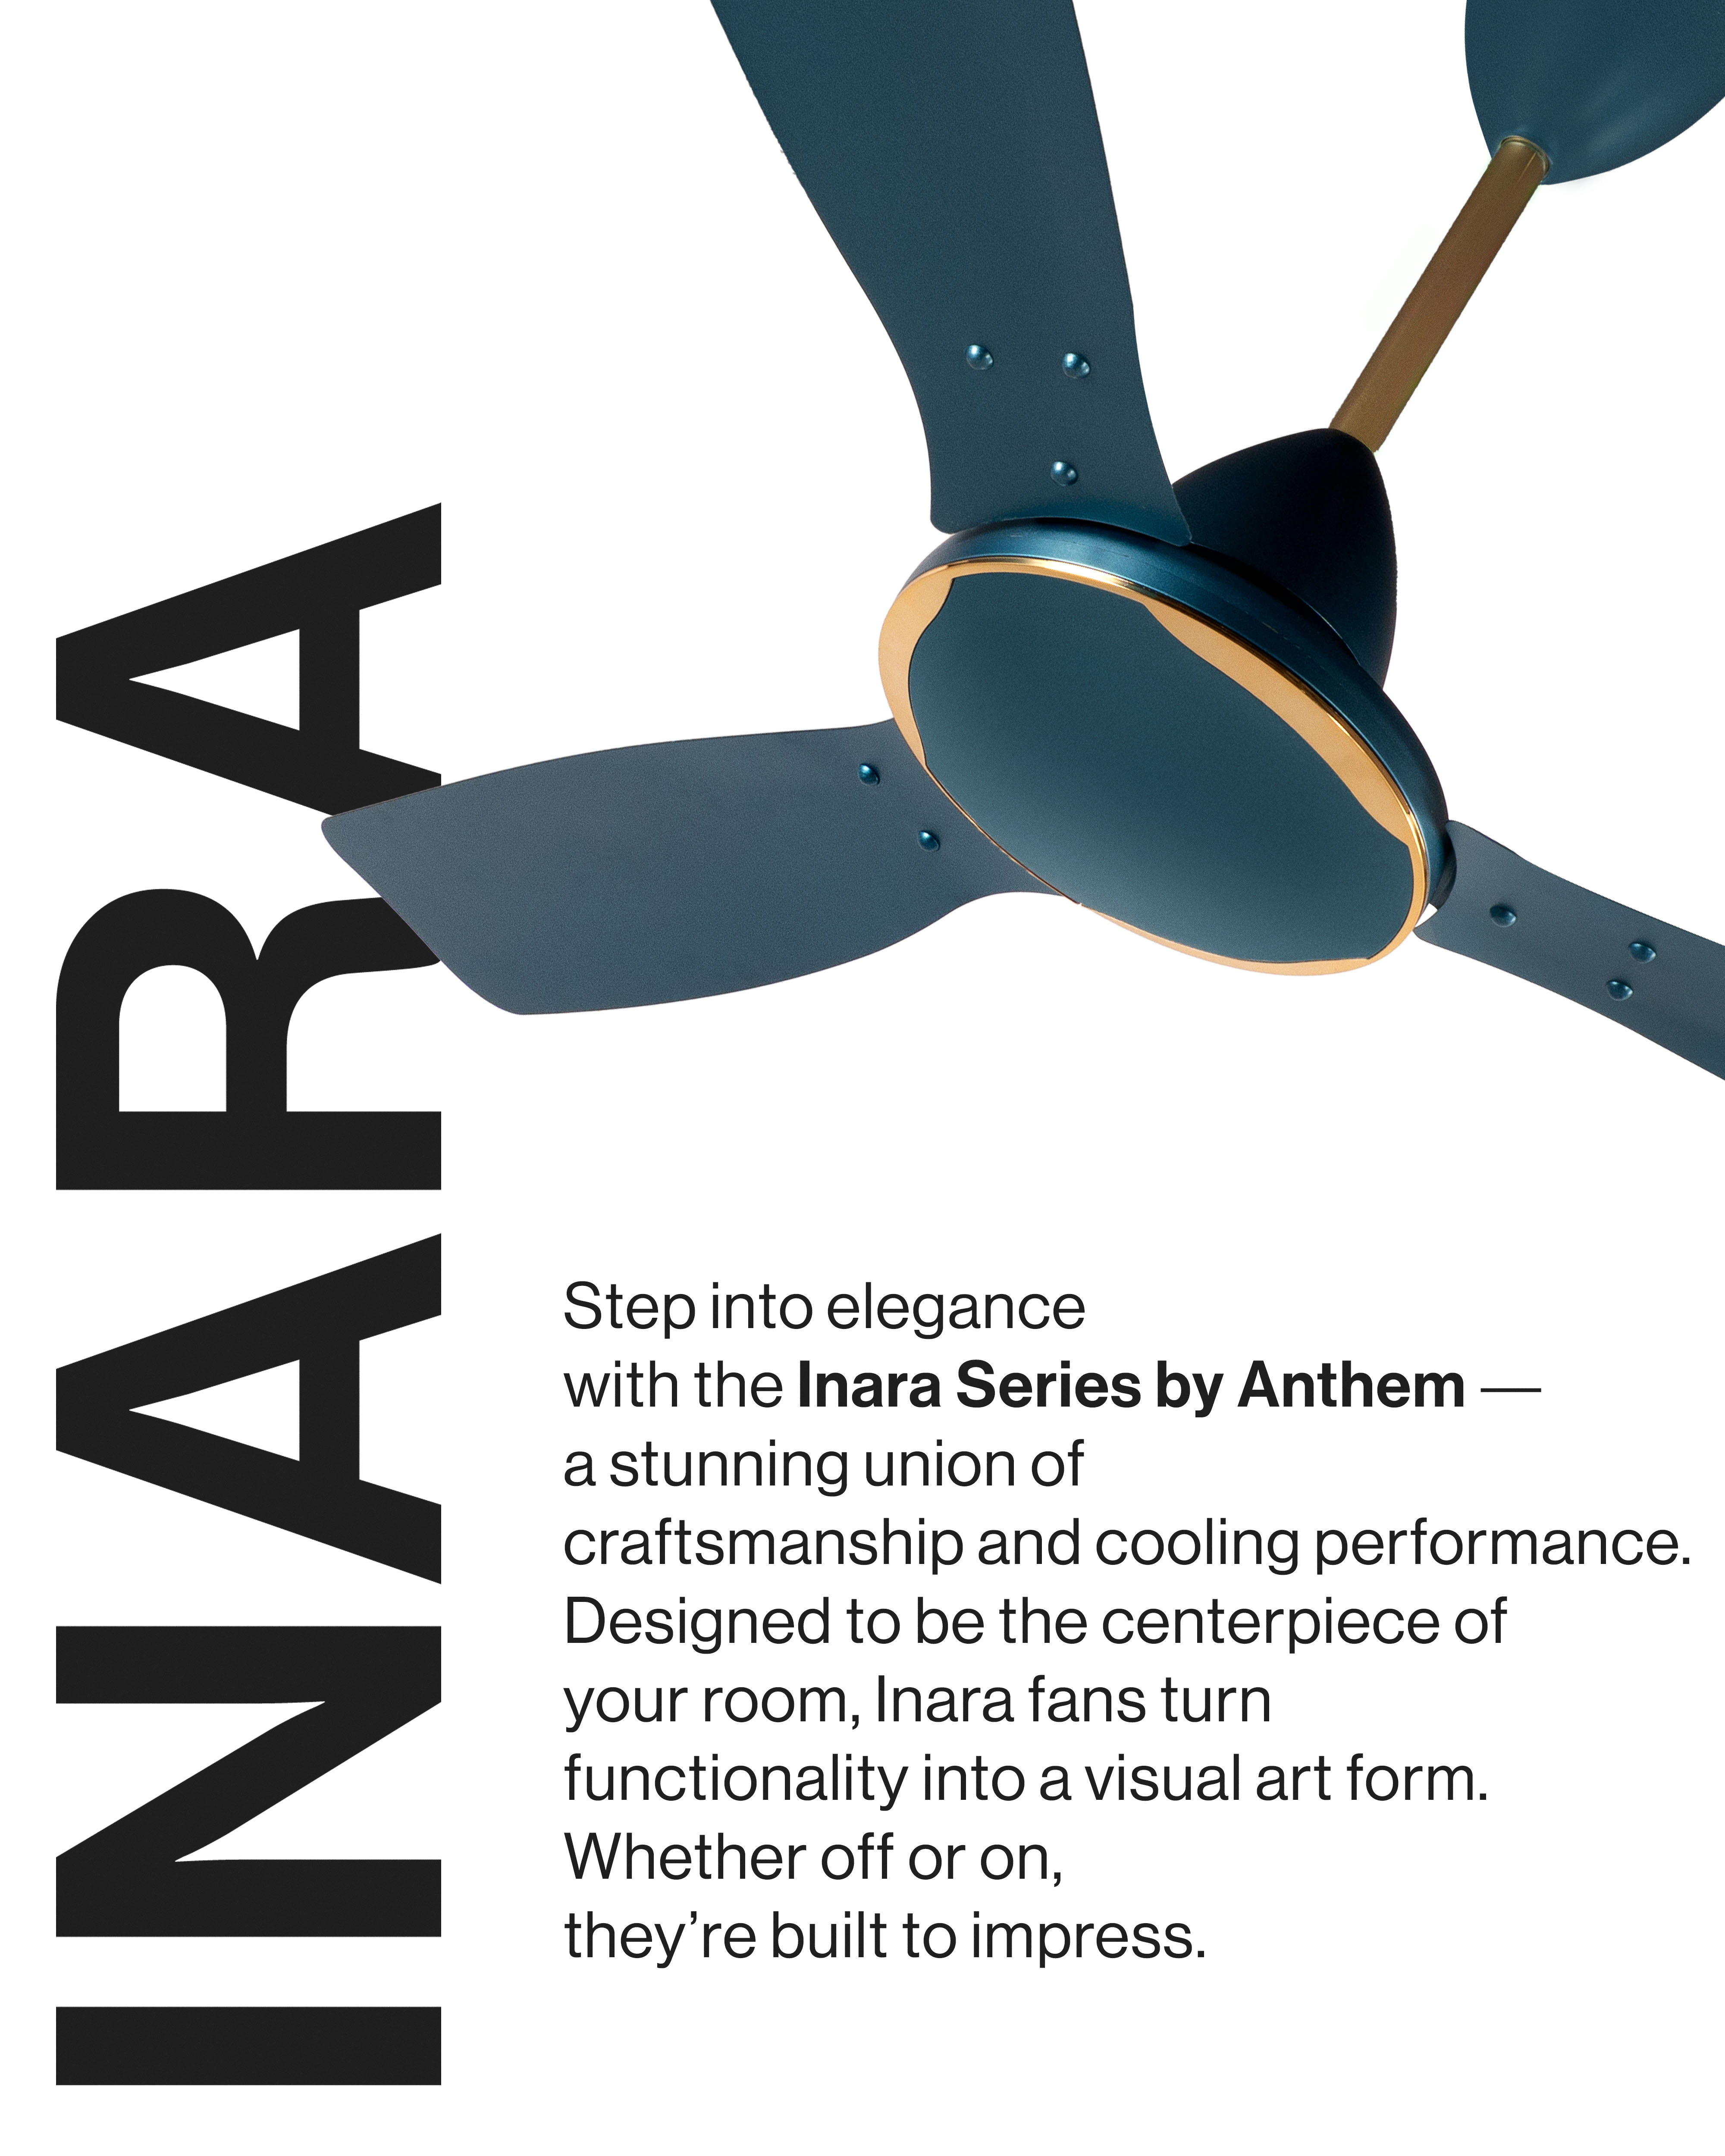 INARA
Step into elegance
with the Inara Series by Anthem —
a stunning union of
craftsmanship and cooling performance.
Designed to be the centerpiece of
your room, Inara fans turn
functionality into a visual art form.
Whether off or on,
they’re built to impress.